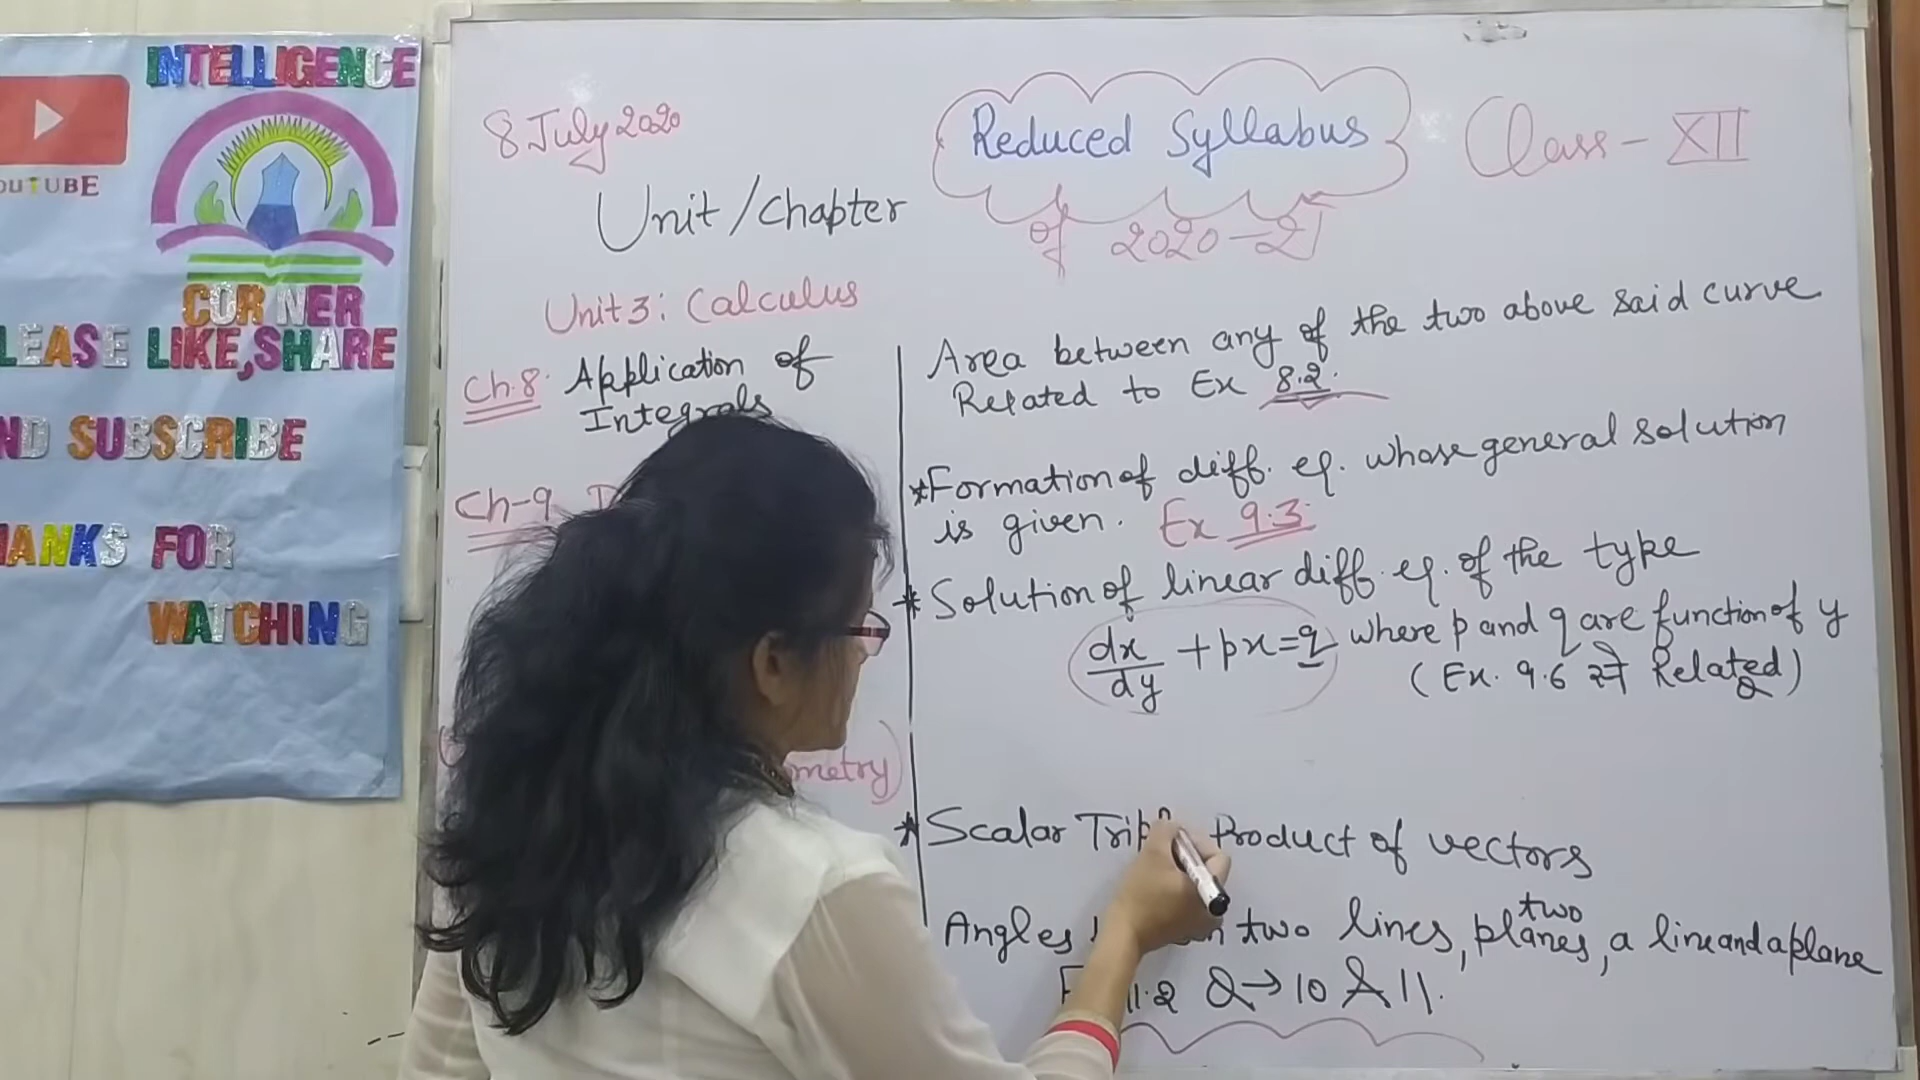 INTELLIGENCE
CORNER
LEASE LIKE,SHARE
ND SUBSCRIBE
HANKS FOR
WATCHING
OUTUBE
8 July 2020
Reduced Syllabus
of 2020-21
Class - XII
Unit/Chapter
Unit 3: Calculus
Ch.8. Application of
Integrals
Area between any of the two above said curve
Related to Ex 8.2.
Ch-9
*Formation of diff. eq. whose general solution
is given. Ex 9.3.
* Solution of linear diff. eq. of the type
dx/dy + px = q where p and q are function of y
(Ex. 9.6 से Related)
metry)
* Scalar Trip Product of vectors
Angles two lines, two planes, a line and a plane
11.2 Q→10 & 11.